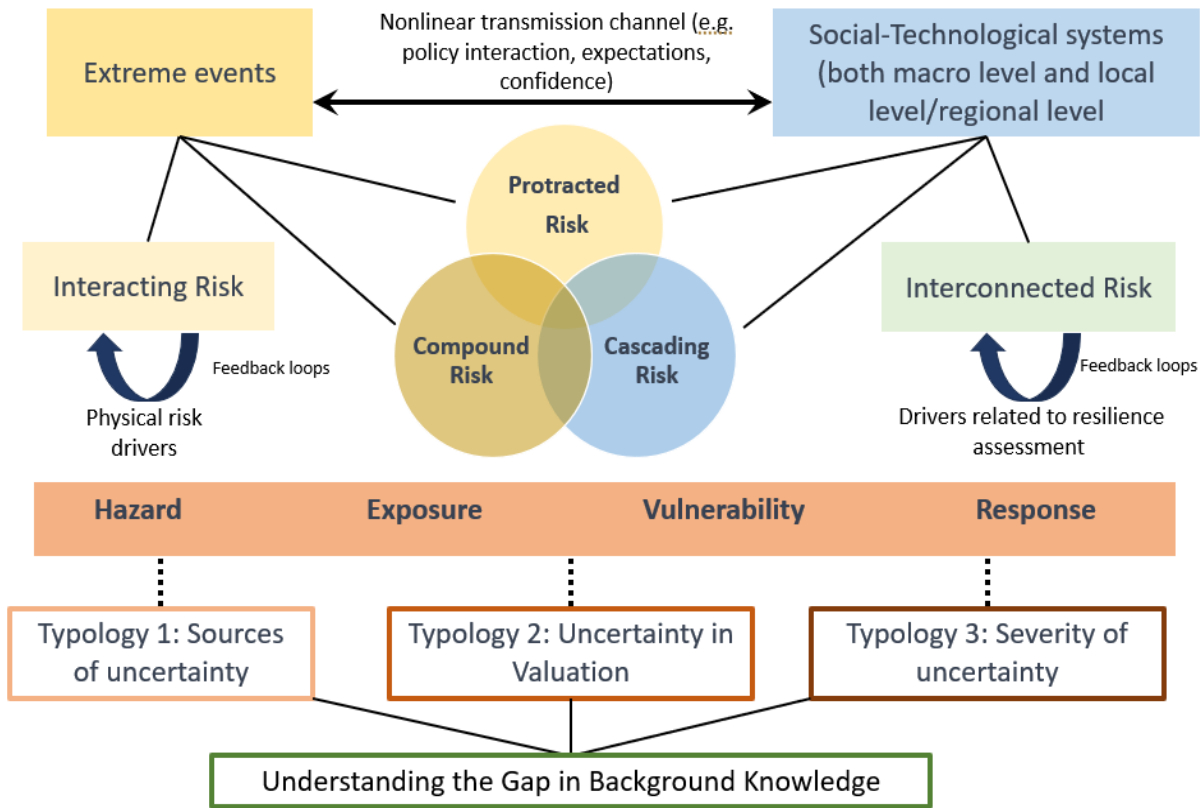 Extreme events
Nonlinear transmission channel (e.g.
policy interaction, expectations,
confidence)
Social-Technological systems
(both macro level and local
level/regional level
Protracted
Risk
Interacting Risk
Interconnected Risk
Compound
Risk
Cascading
Risk
Feedback loops
Feedback loops
Physical risk
drivers
Drivers related to resilience
assessment
Hazard
Exposure
Vulnerability
Response
Typology 1: Sources
of uncertainty
Typology 2: Uncertainty in
Valuation
Typology 3: Severity of
uncertainty
Understanding the Gap in Background Knowledge